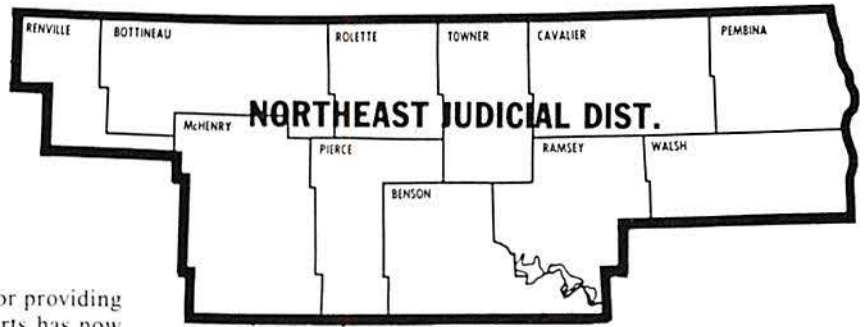 RENVILLE BOTTINEAU ROLETTE TOWNER CAVALIER PEMBINA
NORTHEAST JUDICIAL DIST.
McHENRY PIERCE RAMSEY WALSH
BENSON
or providing
rts has now